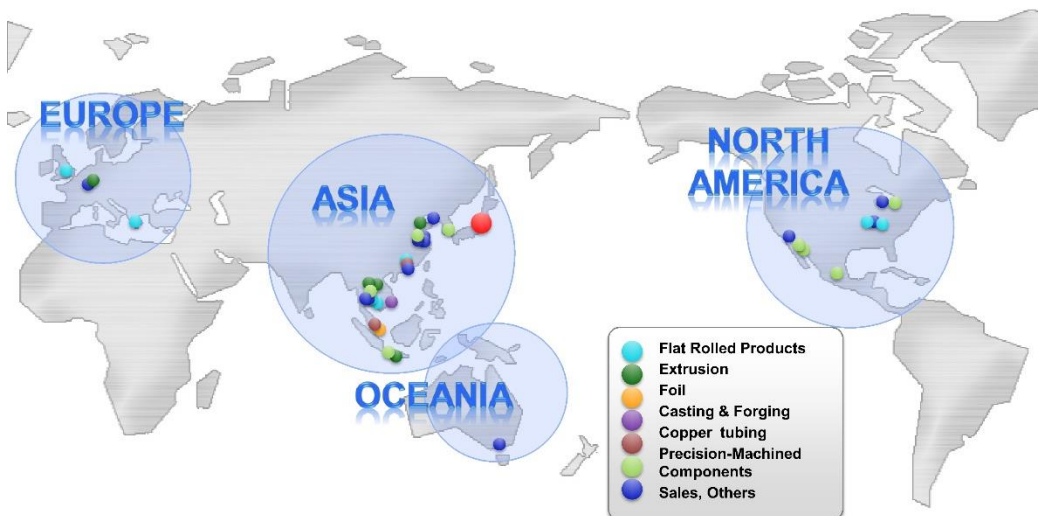 EUROPE
ASIA
NORTH
AMERICA
OCEANIA
Flat Rolled Products
Extrusion
Foil
Casting & Forging
Copper tubing
Precision-Machined
Components
Sales, Others